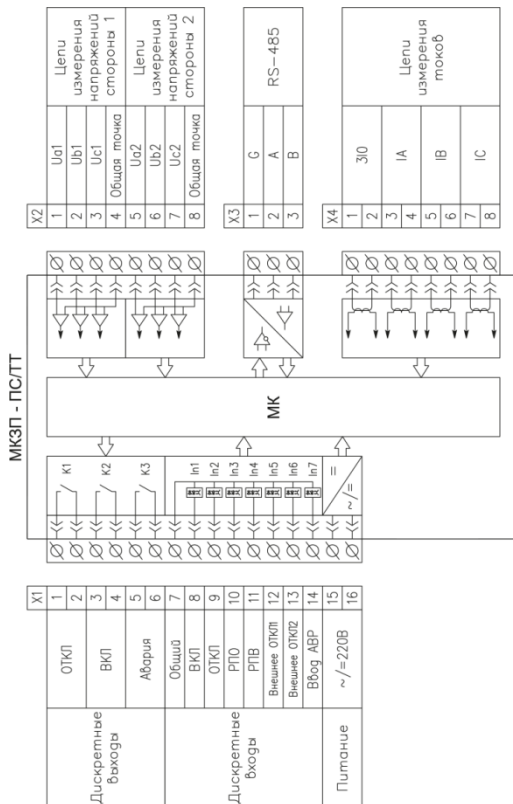 МКЗП - ПС/ТТ
X1
Дискретные выходы
1
ОТКЛ
2
3
ВКЛ
4
5
Авария
6
Дискретные входы
7 Общий
8 ВКЛ
9 ОТКЛ
10 РПО
11 РПВ
12 Внешнее ОТКЛ1
13 Внешнее ОТКЛ2
14 Ввод АВР
Питание
15
~/=220В
16
K1
K2
K3
In1
In2
In3
In4
In5
In6
In7
~/=
=
МК
X2
1 Ua1
2 Ub1
3 Uc1
4 Общая точка
Цепи
измерения
напряжений
стороны 1
5 Ua2
6 Ub2
7 Uc2
8 Общая точка
Цепи
измерения
напряжений
стороны 2
X3
1 G
2 A
3 B
RS-485
X4
1
3I0
2
3
IA
4
5
IB
6
7
IC
8
Цепи
измерения
токов